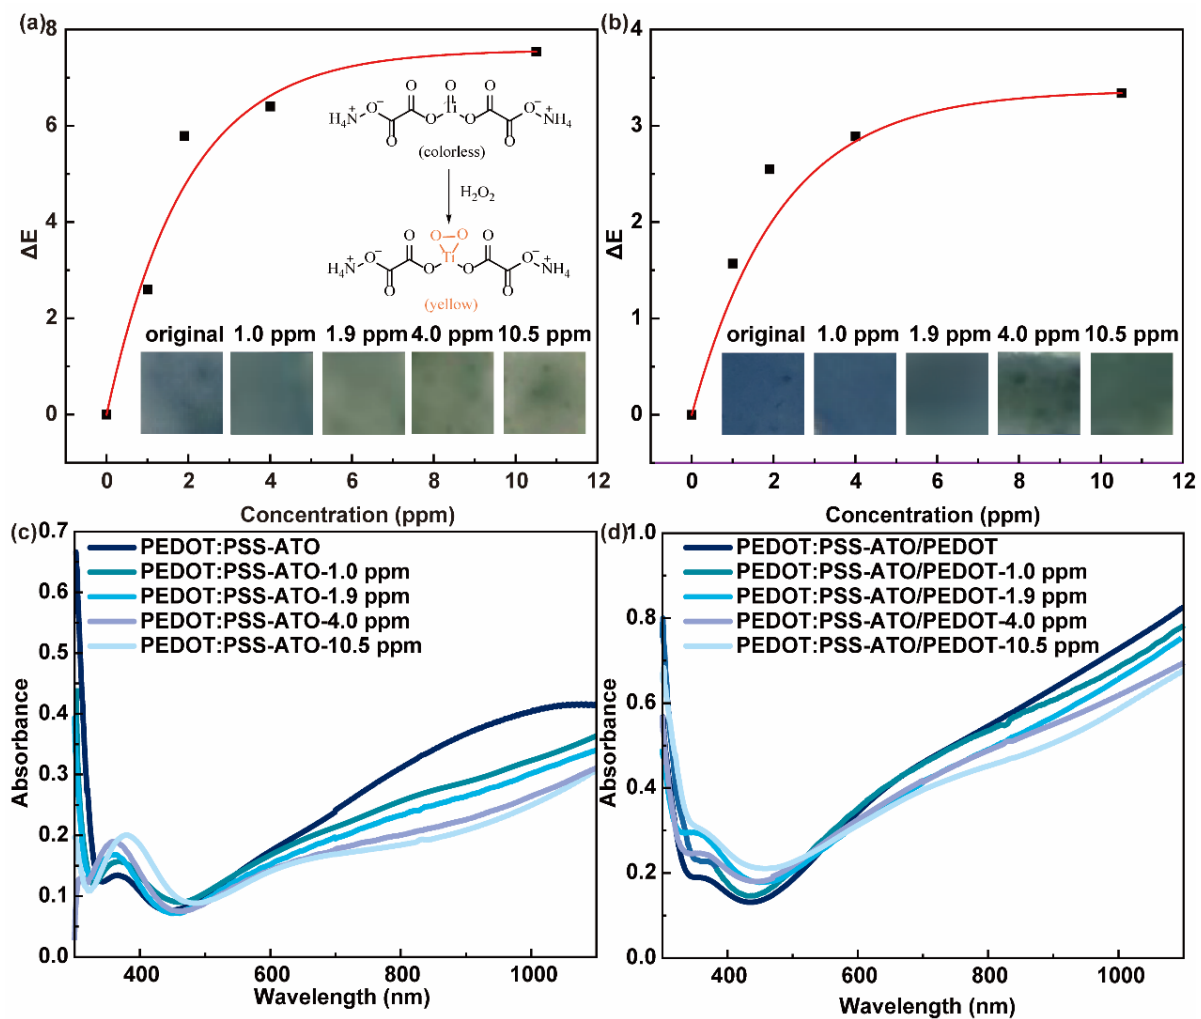 (a)
8
6
4
2
0
ΔE
0 2 4 6 8 10 12
Concentration (ppm)
O O O
H4N+ O− O Ti O O− +NH4
O O
(colorless)
H2O2
O O O−O
H4N+ O− O Ti O O− +NH4
O O
(yellow)
original 1.0 ppm 1.9 ppm 4.0 ppm 10.5 ppm
(b)
4
3
2
1
0
ΔE
original 1.0 ppm 1.9 ppm 4.0 ppm 10.5 ppm
0 2 4 6 8 10 12
Concentration (ppm)
(c)
0.7
0.6
0.5
0.4
0.3
0.2
0.1
0.0
Absorbance
PEDOT:PSS-ATO
PEDOT:PSS-ATO-1.0 ppm
PEDOT:PSS-ATO-1.9 ppm
PEDOT:PSS-ATO-4.0 ppm
PEDOT:PSS-ATO-10.5 ppm
400 600 800 1000
Wavelength (nm)
(d)
1.0
0.8
0.6
0.4
0.2
0.0
Absorbance
PEDOT:PSS-ATO/PEDOT
PEDOT:PSS-ATO/PEDOT-1.0 ppm
PEDOT:PSS-ATO/PEDOT-1.9 ppm
PEDOT:PSS-ATO/PEDOT-4.0 ppm
PEDOT:PSS-ATO/PEDOT-10.5 ppm
400 600 800 1000
Wavelength (nm)